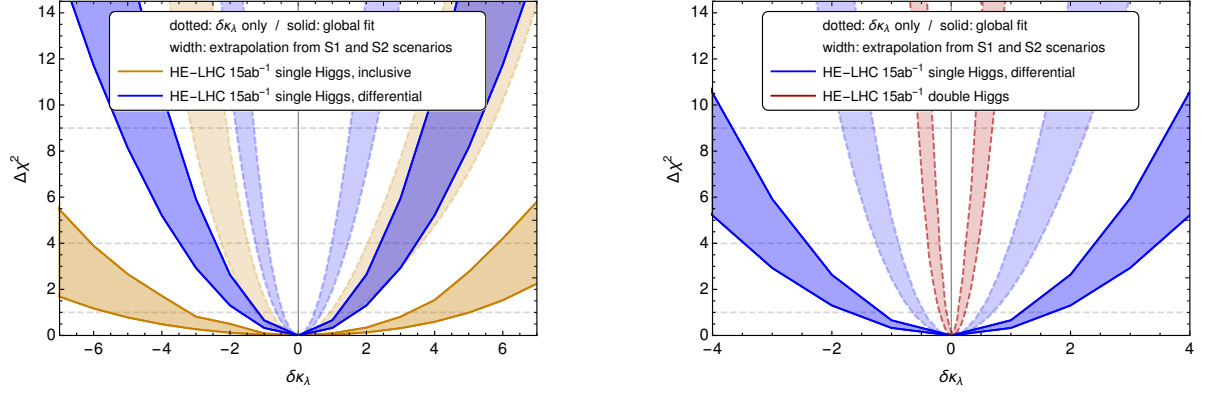 dotted: δκλ only / solid: global fit
width: extrapolation from S1 and S2 scenarios
HE−LHC 15ab⁻¹ single Higgs, inclusive
HE−LHC 15ab⁻¹ single Higgs, differential
14
12
10
8
6
4
2
0
Δχ²
−6 −4 −2 0 2 4 6
δκλ
dotted: δκλ only / solid: global fit
width: extrapolation from S1 and S2 scenarios
HE−LHC 15ab⁻¹ single Higgs, differential
HE−LHC 15ab⁻¹ double Higgs
14
12
10
8
6
4
2
0
Δχ²
−4 −2 0 2 4
δκλ